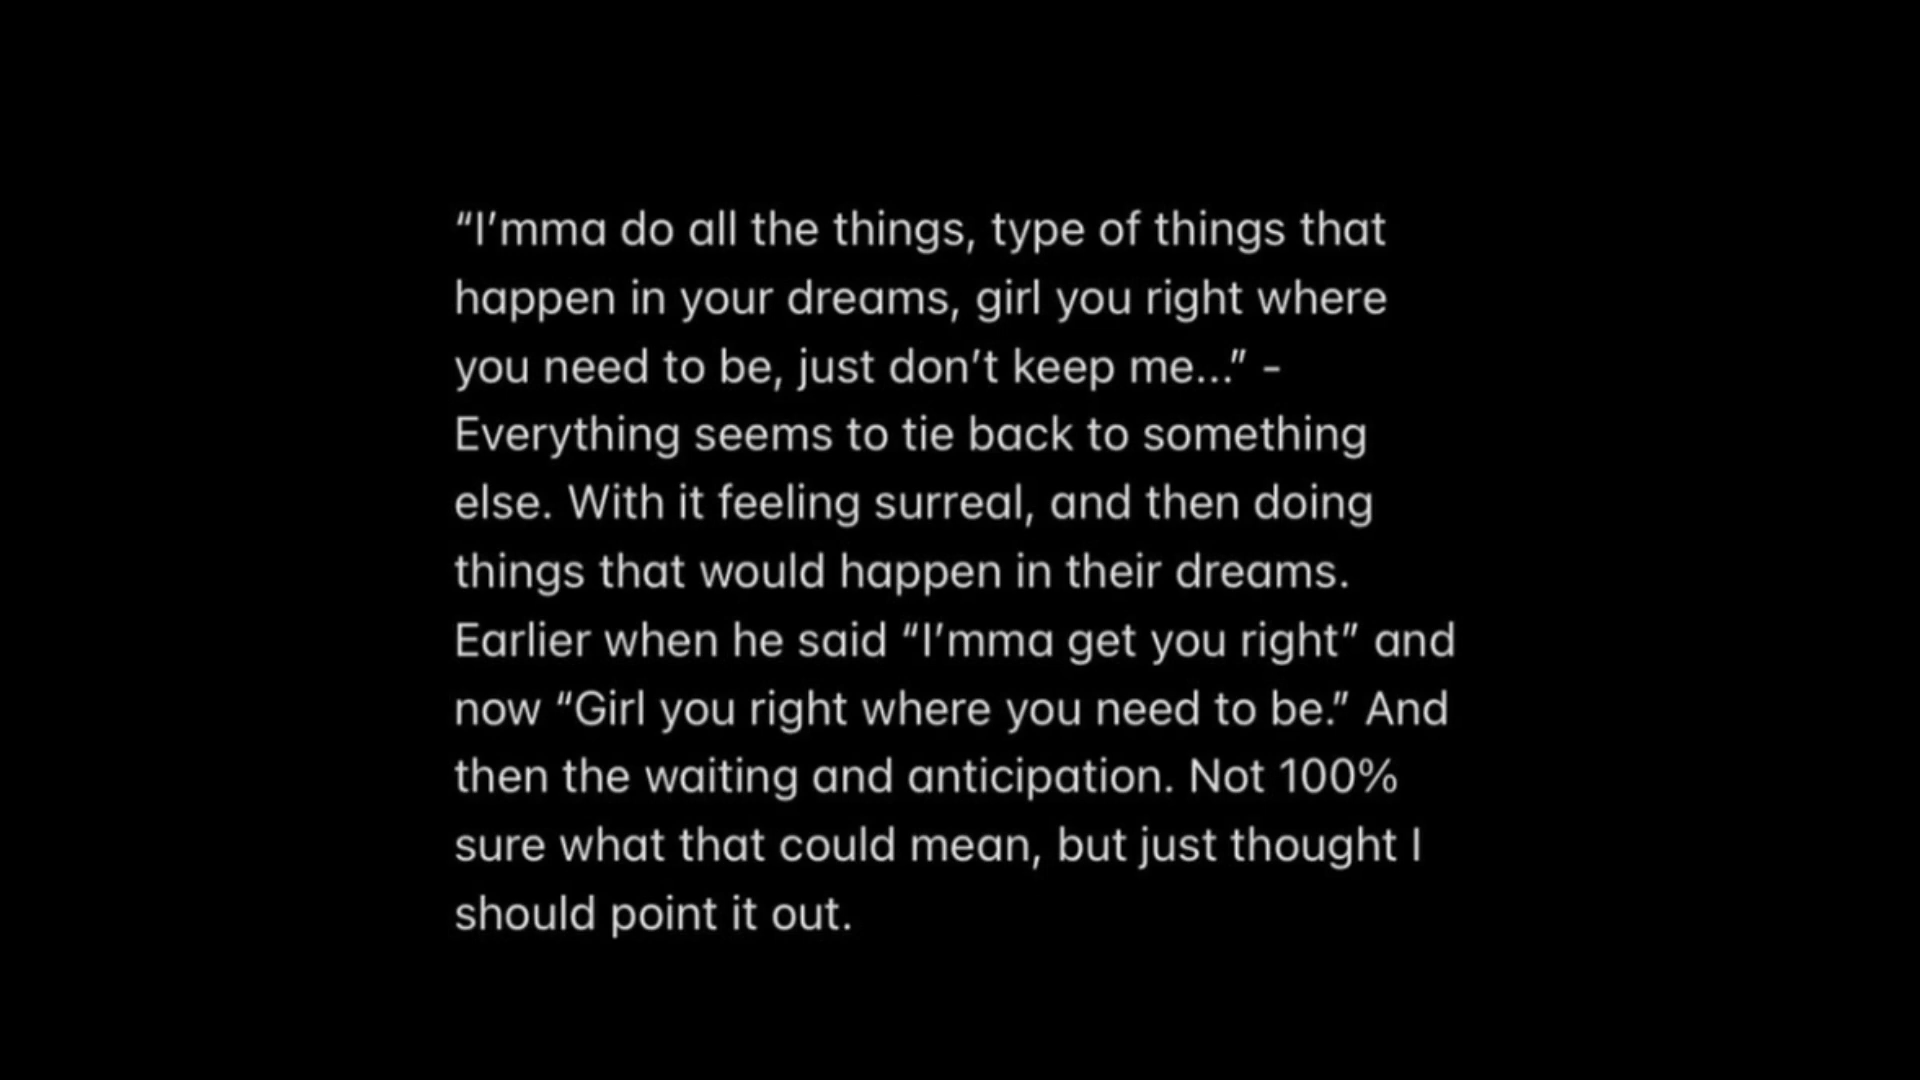 “I’mma do all the things, type of things that
happen in your dreams, girl you right where
you need to be, just don’t keep me...” -
Everything seems to tie back to something
else. With it feeling surreal, and then doing
things that would happen in their dreams.
Earlier when he said “I’mma get you right” and
now “Girl you right where you need to be.” And
then the waiting and anticipation. Not 100%
sure what that could mean, but just thought I
should point it out.